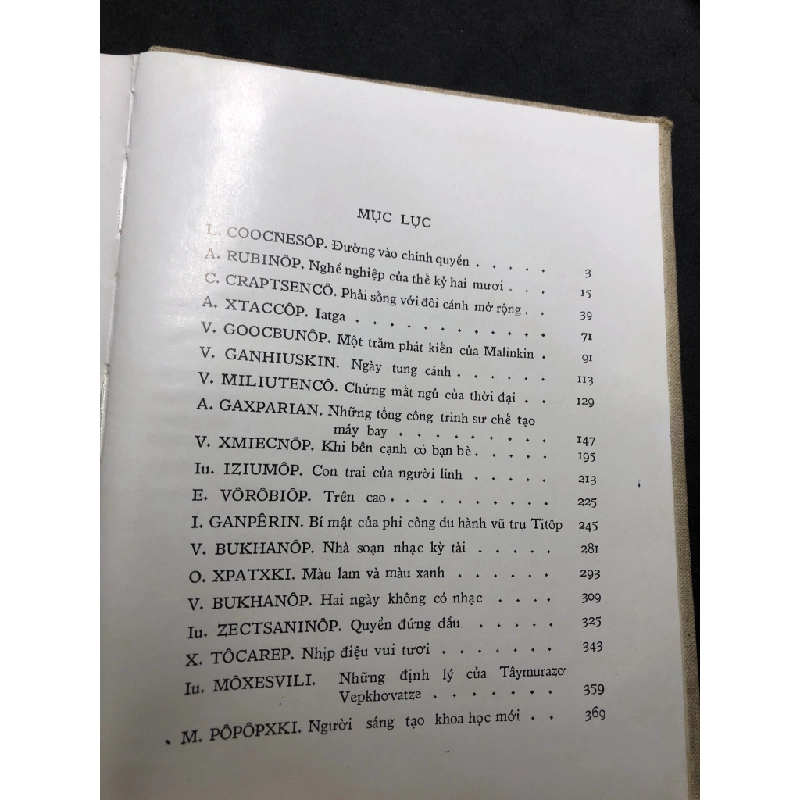 MỤC LỤC
L. COOCNESÔP. Đường vào chính quyền . . . . . 3
A. RUBINÔP. Nghề nghiệp của thế kỷ hai mươi . . . 15
C. CRAPTSENCÔ. Phải sống với đôi cánh mở rộng . . 39
A. XTACCÔP. Iatga . . . . . . . . . . . 71
V. GOOCBUNÔP. Một trăm phát kiến của Malinkin . 91
V. GANHIUSKIN. Ngày tung cánh . . . . . . 113
V. MILIUTENCÔ. Chứng mất ngủ của thời đại . . 129
A. GAXPARIAN. Những tổng công trình sư chế tạo
máy bay . . . . . . . . . 147
V. XMIECNÔP. Khi bên cạnh có bạn bè . . . . . 195
Iu. IZIUMÔP. Con trai của người lính . . . . . 213
E. VÔRÔBIÔP. Trên cao . . . . . . . . . . 225
I. GANPÊRIN. Bí mật của phi công du hành vũ trụ Titôp 245
V. BUKHANÔP. Nhà soạn nhạc kỳ tài . . . . . 281
O. XPATXKI. Màu lam và màu xanh . . . . . . 293
V. BUKHANÔP. Hai ngày không có nhạc . . . . 309
Iu. ZECTSANINÔP. Quyền đứng đầu . . . . . 325
X. TÔCAREP. Nhịp điệu vui tươi . . . . . . . 343
Iu. MÔXESVILI. Những định lý của Tâymurazơ
Vepkhơvatze . . . . . . . 359
M. PÔPÔPXKI. Người sáng tạo khoa học mới . . 369